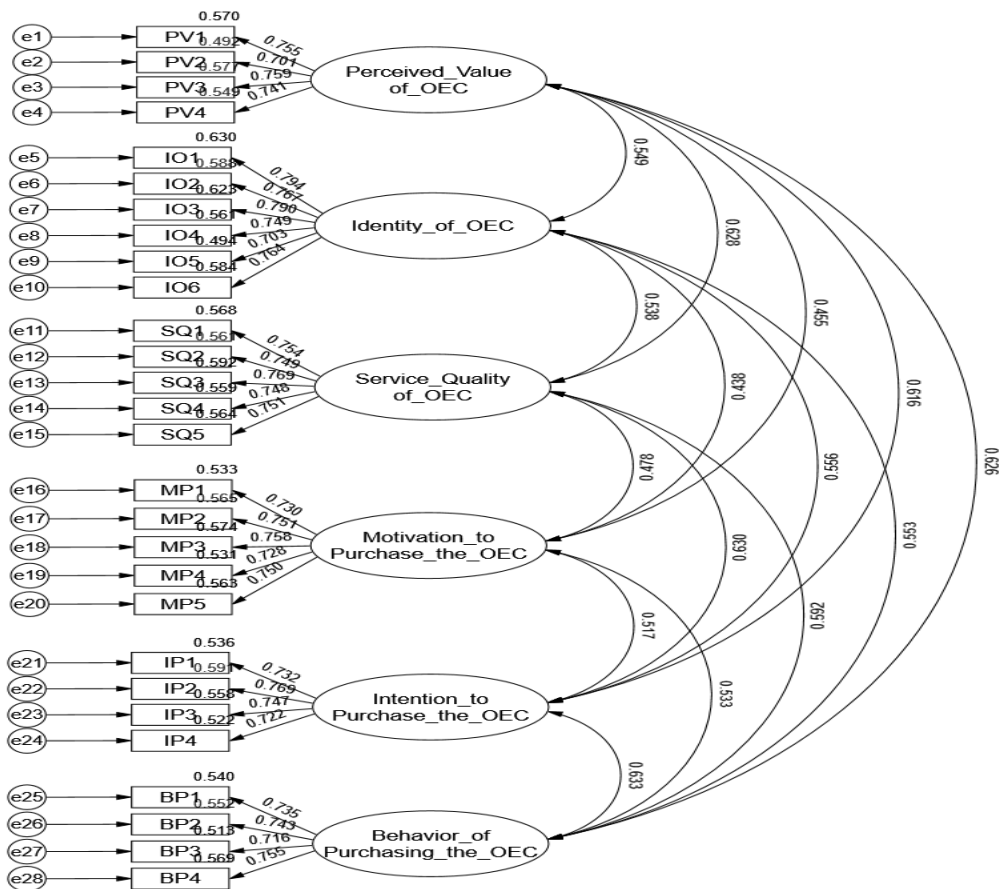 0.570
e1 PV1 0.755
0.492
e2 PV2 0.701
0.577
e3 PV3 0.759
0.549
e4 PV4 0.741
Perceived_Value
of_OEC
0.630
e5 IO1 0.794
0.588
e6 IO2 0.767
0.623
e7 IO3 0.790
0.561
e8 IO4 0.749
0.494
e9 IO5 0.703
0.584
e10 IO6 0.764
Identity_of_OEC
0.568
e11 SQ1 0.754
0.561
e12 SQ2 0.749
0.592
e13 SQ3 0.769
0.559
e14 SQ4 0.748
0.564
e15 SQ5 0.751
Service_Quality
of_OEC
0.533
e16 MP1 0.730
0.565
e17 MP2 0.751
0.574
e18 MP3 0.758
0.531
e19 MP4 0.728
0.563
e20 MP5 0.750
Motivation_to
Purchase_the_OEC
0.536
e21 IP1 0.732
0.591
e22 IP2 0.769
0.558
e23 IP3 0.747
0.522
e24 IP4 0.722
Intention_to
Purchase_the_OEC
0.540
e25 BP1 0.735
0.552
e26 BP2 0.743
0.513
e27 BP3 0.716
0.569
e28 BP4 0.755
Behavior_of
Purchasing_the_OEC
0.549
0.628
0.455
0.616
0.626
0.538
0.438
0.556
0.553
0.478
0.630
0.592
0.517
0.533
0.633